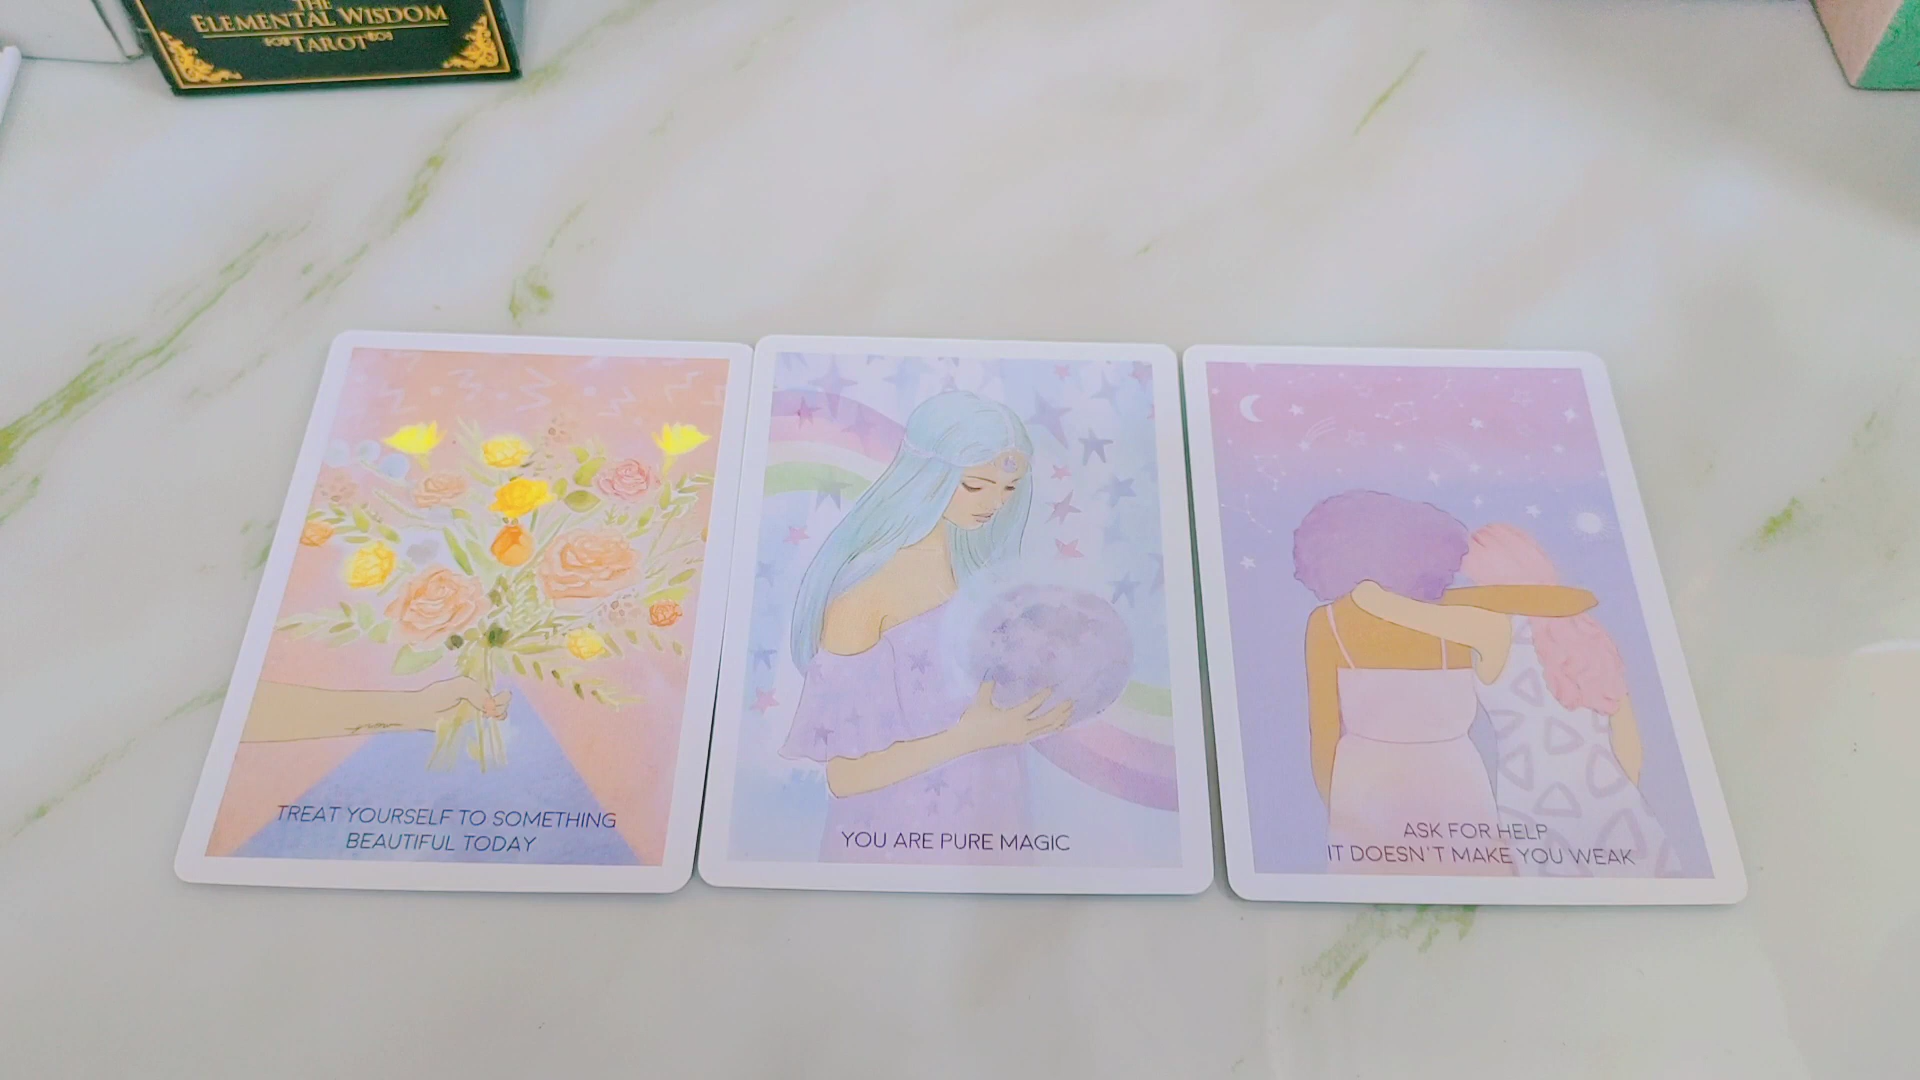 THE
ELEMENTAL WISDOM
TAROT
TREAT YOURSELF TO SOMETHING
BEAUTIFUL TODAY
YOU ARE PURE MAGIC
ASK FOR HELP
IT DOESN'T MAKE YOU WEAK